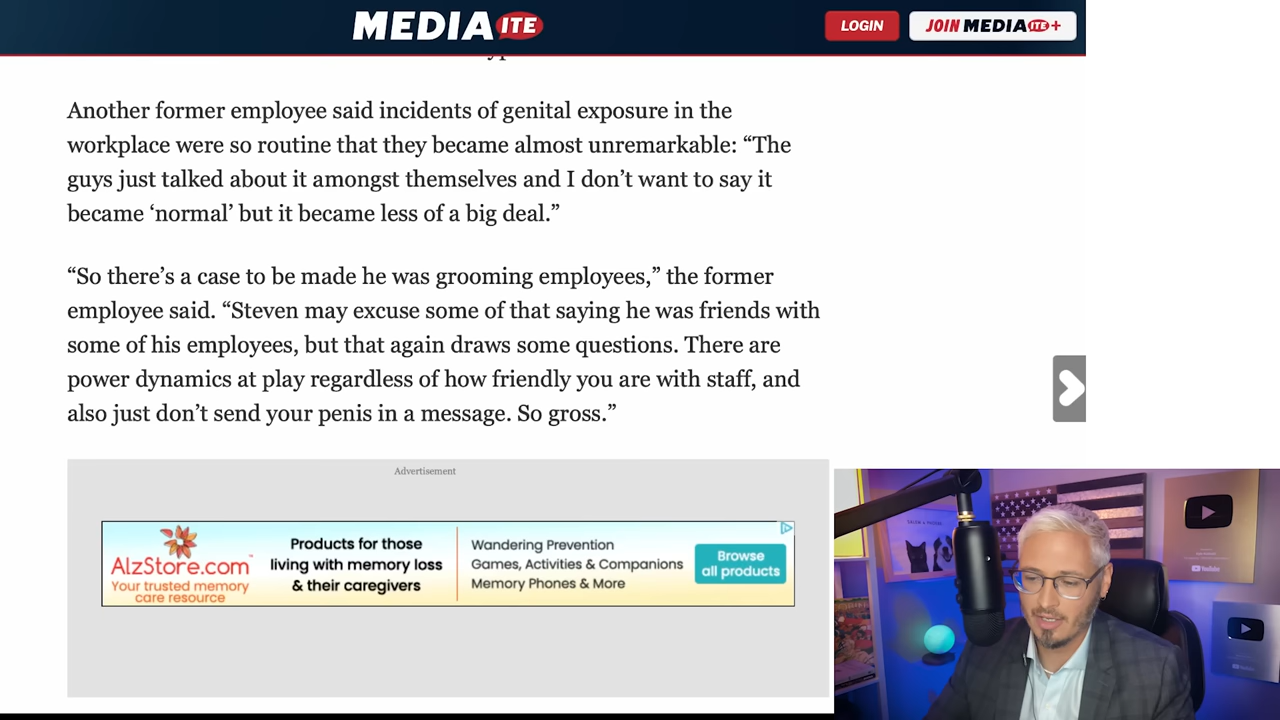 MEDIAITE
LOGIN
JOIN MEDIAITE+
Another former employee said incidents of genital exposure in the
workplace were so routine that they became almost unremarkable: “The
guys just talked about it amongst themselves and I don’t want to say it
became ‘normal’ but it became less of a big deal.”
“So there’s a case to be made he was grooming employees,” the former
employee said. “Steven may excuse some of that saying he was friends with
some of his employees, but that again draws some questions. There are
power dynamics at play regardless of how friendly you are with staff, and
also just don’t send your penis in a message. So gross.”
Advertisement
AlzStore.com™
Your trusted memory
care resource
Products for those
living with memory loss
& their caregivers
Wandering Prevention
Games, Activities & Companions
Memory Phones & More
Browse
all products
YouTube